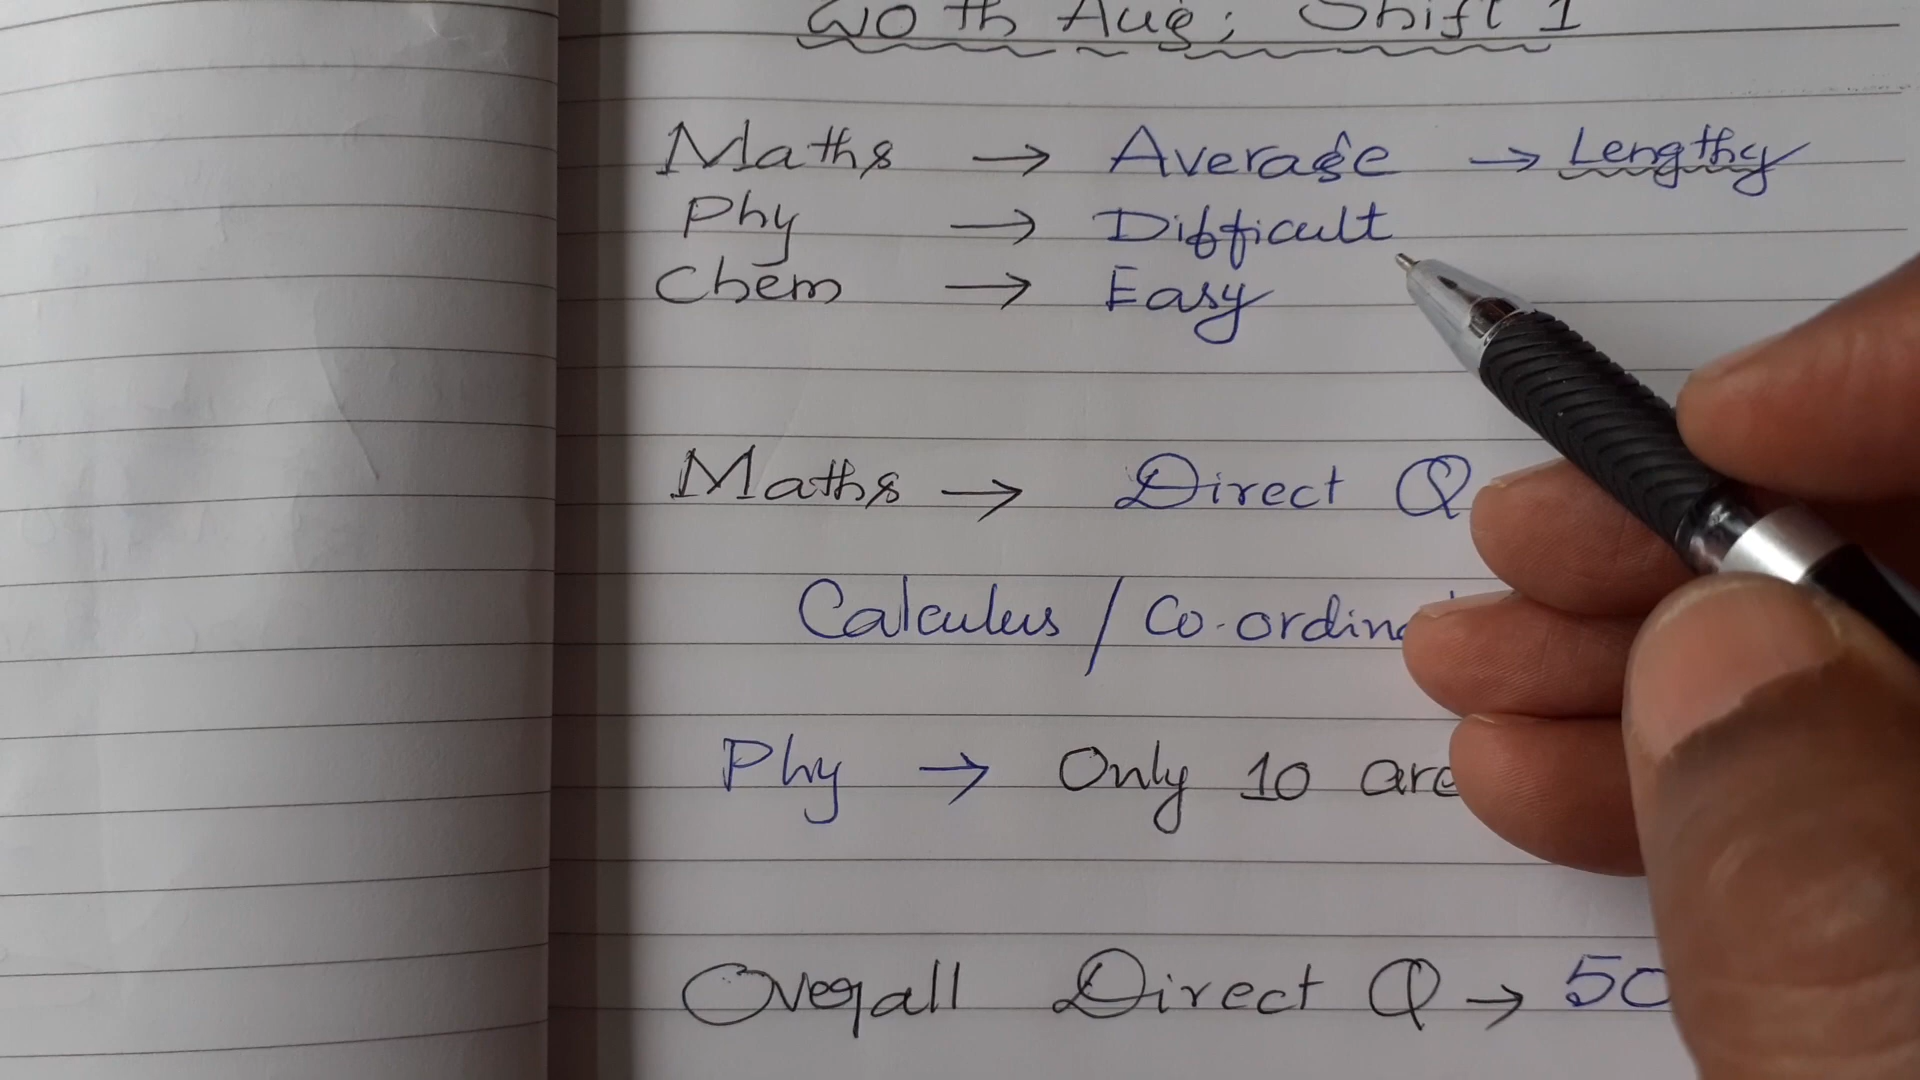 th Aug; Shift 1
Maths → Average → Lengthy
Phy → Difficult
Chem → Easy
Maths → Direct Q
Calculus / Co-ordina
Phy → Only 10 are
Overall Direct Q → 50